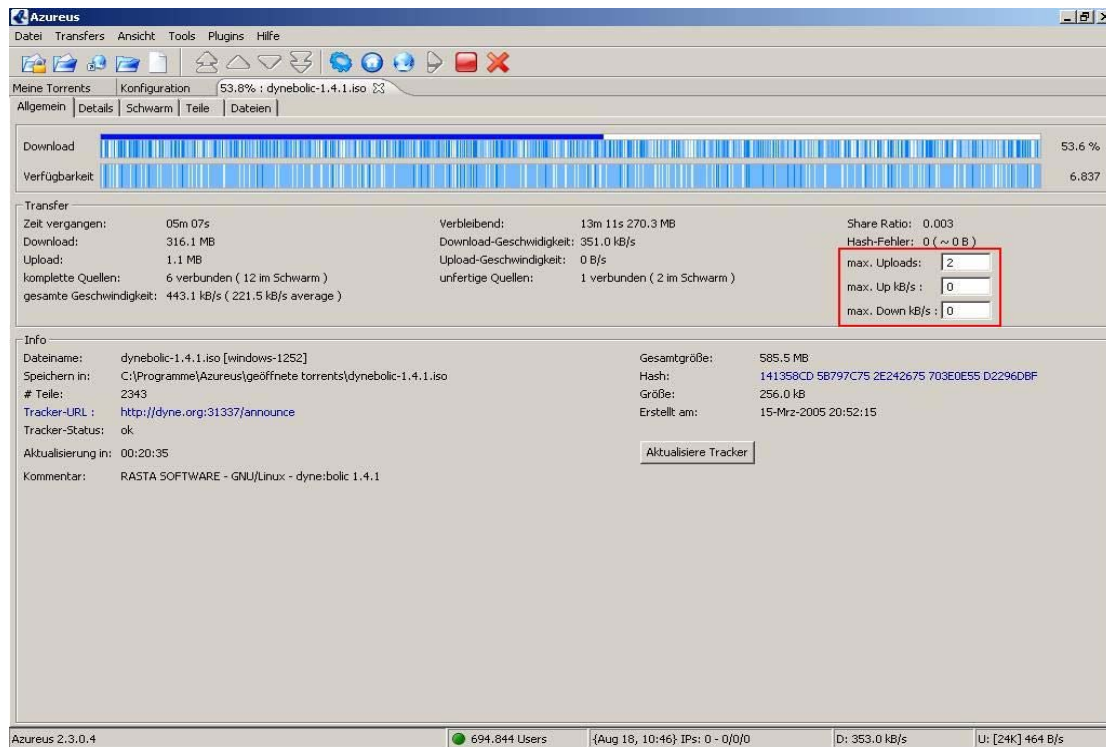 Azureus
Datei Transfers Ansicht Tools Plugins Hilfe
Meine Torrents Konfiguration 53.8% : dynebolic-1.4.1.iso
Allgemein Details Schwarm Teile Dateien
Download 53.6 %
Verfügbarkeit 6.837
Transfer
Zeit vergangen: 05m 07s Verbleibend: 13m 11s 270.3 MB Share Ratio: 0.003
Download: 316.1 MB Download-Geschwidigkeit: 351.0 kB/s Hash-Fehler: 0 ( ~ 0 B )
Upload: 1.1 MB Upload-Geschwindigkeit: 0 B/s max. Uploads: 2
komplette Quellen: 6 verbunden ( 12 im Schwarm ) unfertige Quellen: 1 verbunden ( 2 im Schwarm ) max. Up kB/s : 0
gesamte Geschwindigkeit: 443.1 kB/s ( 221.5 kB/s average ) max. Down kB/s : 0
Info
Dateiname: dynebolic-1.4.1.iso [windows-1252] Gesamtgröße: 585.5 MB
Speichern in: C:\Programme\Azureus\geöffnete torrents\dynebolic-1.4.1.iso Hash: 141358CD 5B797C75 2E242675 703E0E55 D2296DBF
# Teile: 2343 Größe: 256.0 kB
Tracker-URL : http://dyne.org:31337/announce Erstellt am: 15-Mrz-2005 20:52:15
Tracker-Status: ok
Aktualisierung in: 00:20:35 Aktualisiere Tracker
Kommentar: RASTA SOFTWARE - GNU/Linux - dyne:bolic 1.4.1
Azureus 2.3.0.4 694.844 Users {Aug 18, 10:46} IPs: 0 - 0/0/0 D: 353.0 kB/s U: [24K] 464 B/s